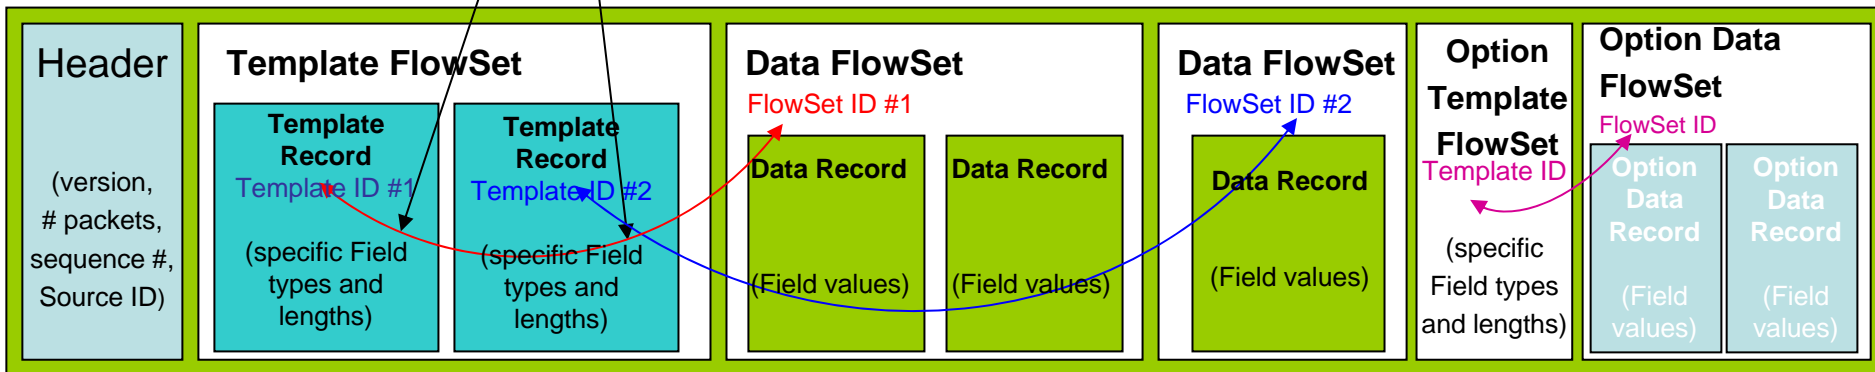 Header
(version,
# packets,
sequence #,
Source ID)
Template FlowSet
Template
Record
Template ID #1
(specific Field
types and
lengths)
Template
Record
Template ID #2
(specific Field
types and
lengths)
Data FlowSet
FlowSet ID #1
Data Record
(Field values)
Data Record
(Field values)
Data FlowSet
FlowSet ID #2
Data Record
(Field values)
Option
Template
FlowSet
Template ID
(specific
Field types
and lengths)
Option Data
FlowSet
FlowSet ID
Option
Data
Record
(Field
values)
Option
Data
Record
(Field
values)